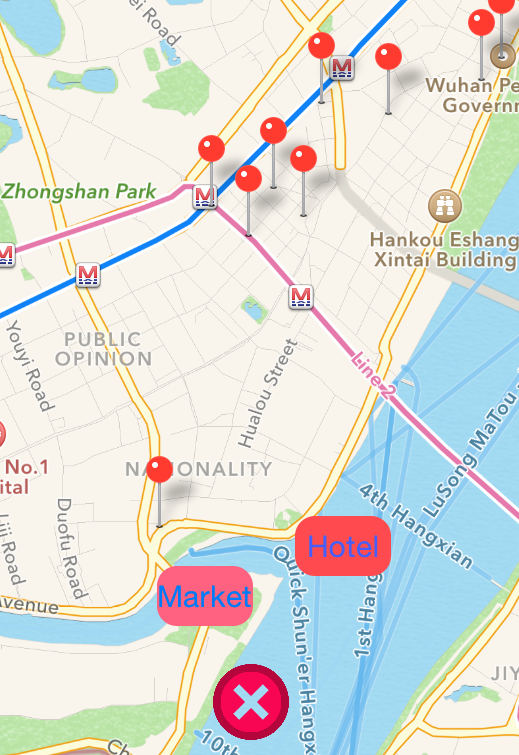 ei Road
Wuhan Pe
Governm
Zhongshan Park
Hankou Eshang
Xintai Building
PUBLIC
OPINION
Youyi Road
Hualou Street
Line 2
LuSong MaTou
No.1
ital
NATIONALITY
4th Hangxian
Duofu Road
Liji Road
Hotel
Market
Avenue
Quick Shun'er Hangx
1st Hang
JIY
10th
Ch